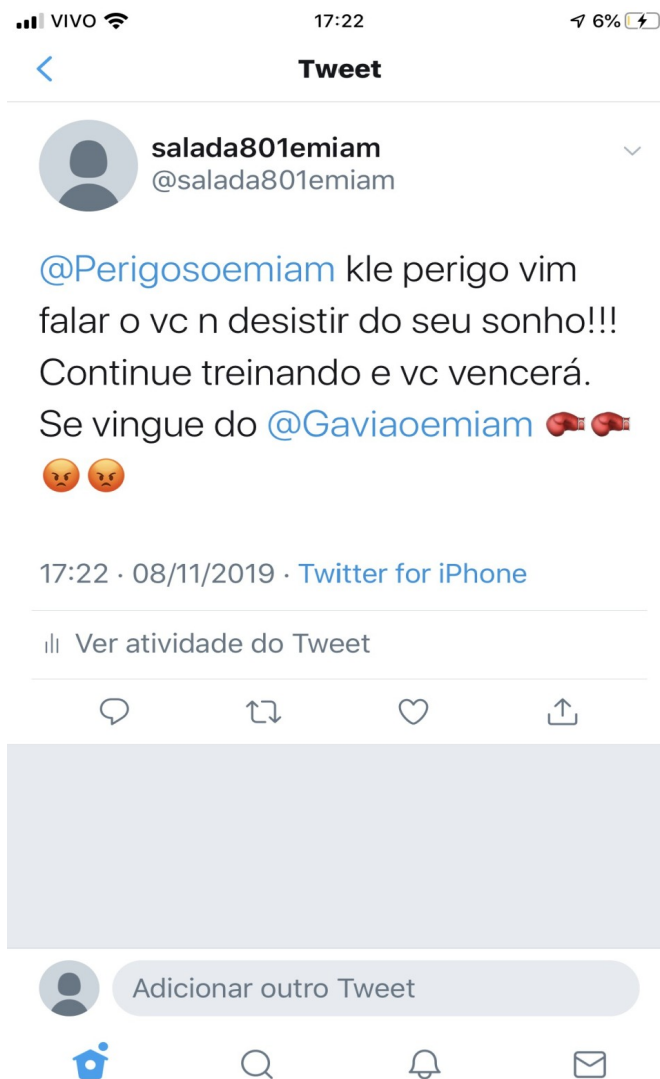 VIVO 17:22 6%
Tweet
salada801emiam
@salada801emiam
@Perigosoemiam kle perigo vim
falar o vc n desistir do seu sonho!!!
Continue treinando e vc vencerá.
Se vingue do @Gaviaoemiam 🥊🥊
😡😡
17:22 · 08/11/2019 · Twitter for iPhone
Ver atividade do Tweet
Adicionar outro Tweet